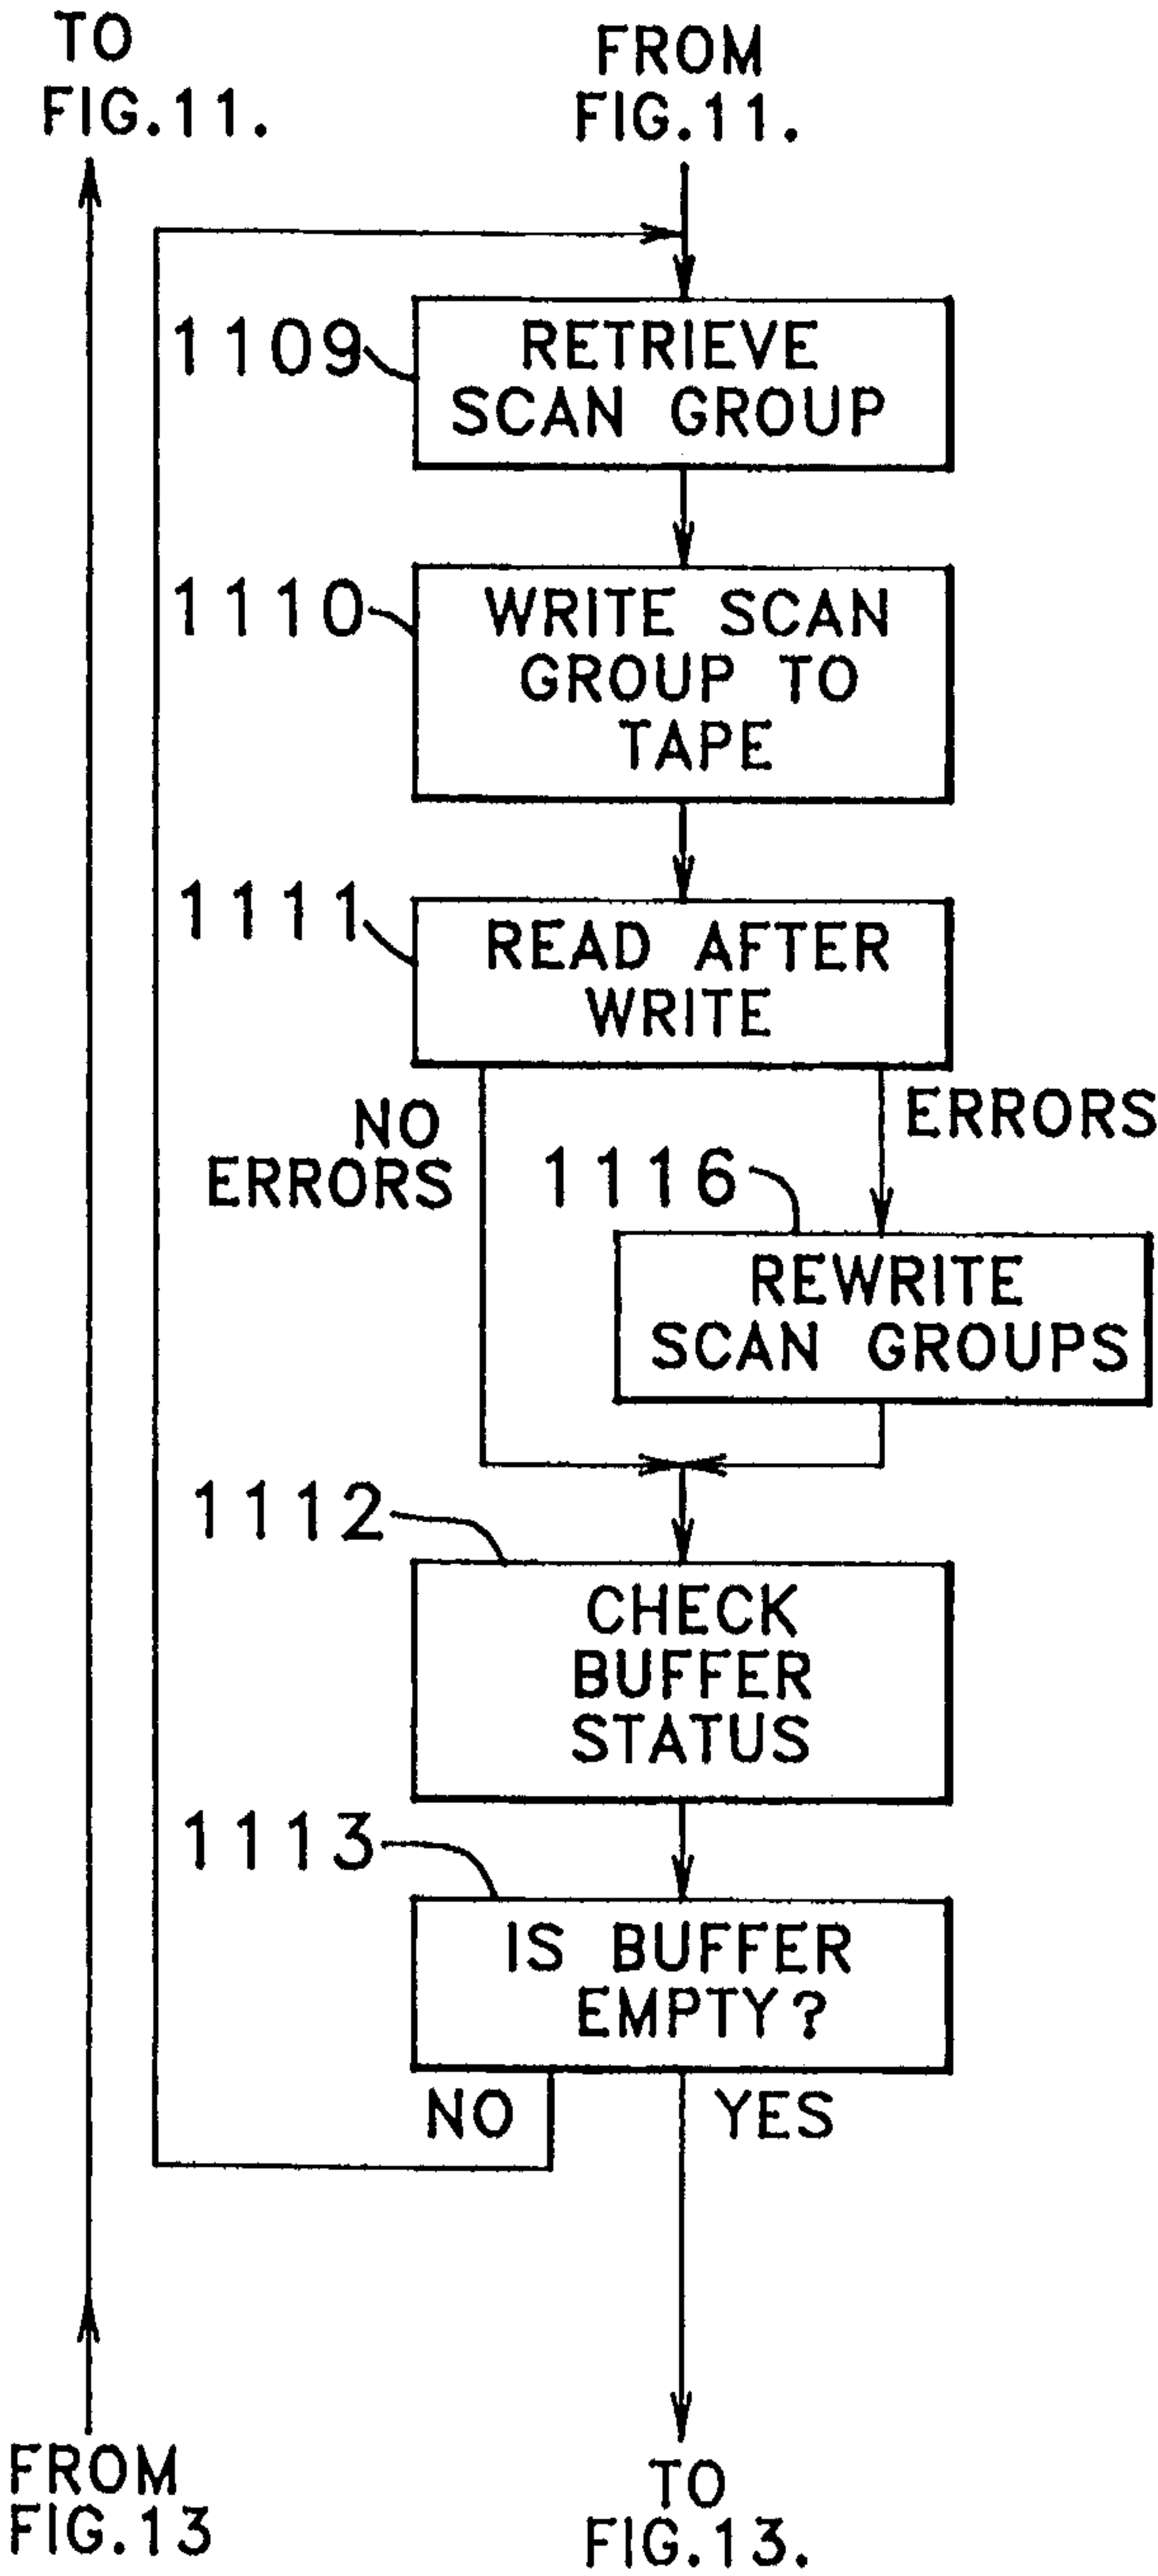 TO
FIG.11.
FROM
FIG.11.
1109
RETRIEVE
SCAN GROUP
1110
WRITE SCAN
GROUP TO
TAPE
1111
READ AFTER
WRITE
NO
ERRORS
ERRORS
1116
REWRITE
SCAN GROUPS
1112
CHECK
BUFFER
STATUS
1113
IS BUFFER
EMPTY?
NO
YES
FROM
FIG.13
TO
FIG.13.